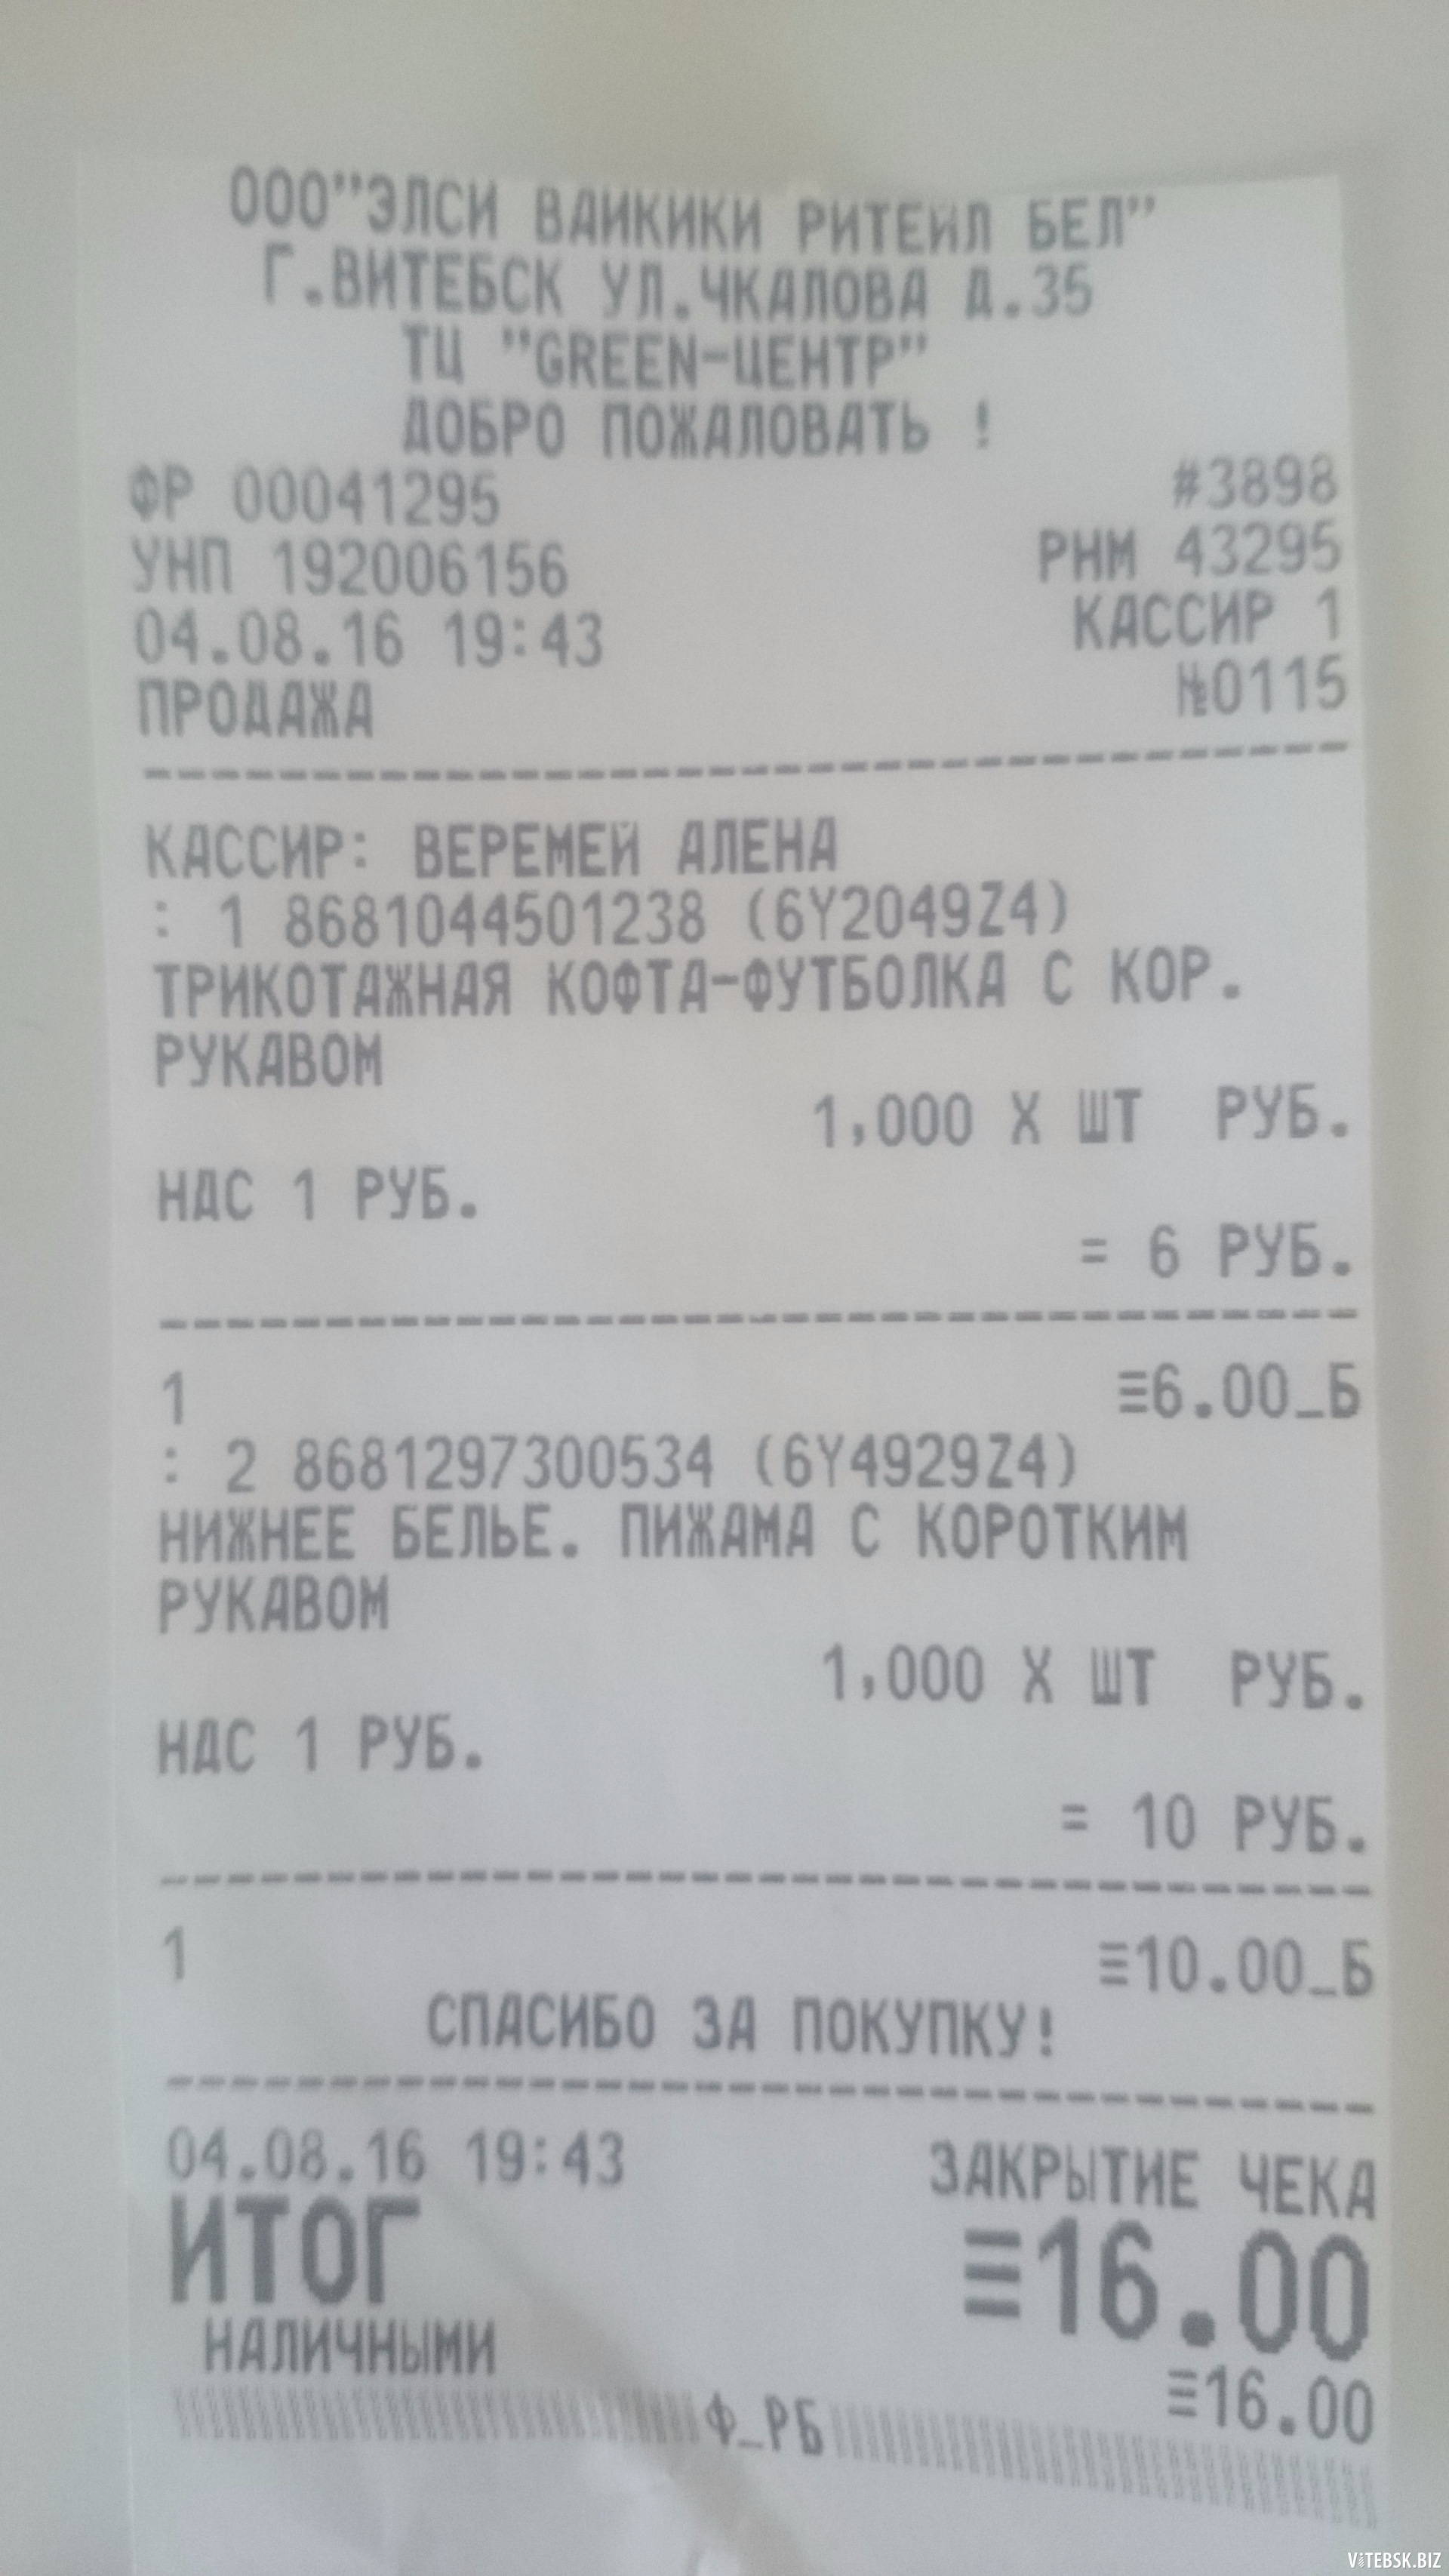 ООО"ЭЛСИ ВАИКИКИ РИТЕЙЛ БЕЛ"
Г.ВИТЕБСК УЛ.ЧКАЛОВА Д.35
ТЦ "GREEN-ЦЕНТР"
ДОБРО ПОЖАЛОВАТЬ !
ФР 00041295 #3898
УНП 192006156 РНМ 43295
04.08.16 19:43 КАССИР 1
ПРОДАЖА №0115
КАССИР: ВЕРЕМЕЙ АЛЕНА
: 1 8681044501238 (6Y2049Z4)
ТРИКОТАЖНАЯ КОФТА-ФУТБОЛКА С КОР.
РУКАВОМ
1,000 X ШТ РУБ.
НДС 1 РУБ.
= 6 РУБ.
1 ≡6.00_Б
: 2 8681297300534 (6Y4929Z4)
НИЖНЕЕ БЕЛЬЕ. ПИЖАМА С КОРОТКИМ
РУКАВОМ
1,000 X ШТ РУБ.
НДС 1 РУБ.
= 10 РУБ.
1 ≡10.00_Б
СПАСИБО ЗА ПОКУПКУ!
04.08.16 19:43 ЗАКРЫТИЕ ЧЕКА
ИТОГ ≡16.00
НАЛИЧНЫМИ ≡16.00
Ф_РБ
ViTEBSK.BIZ